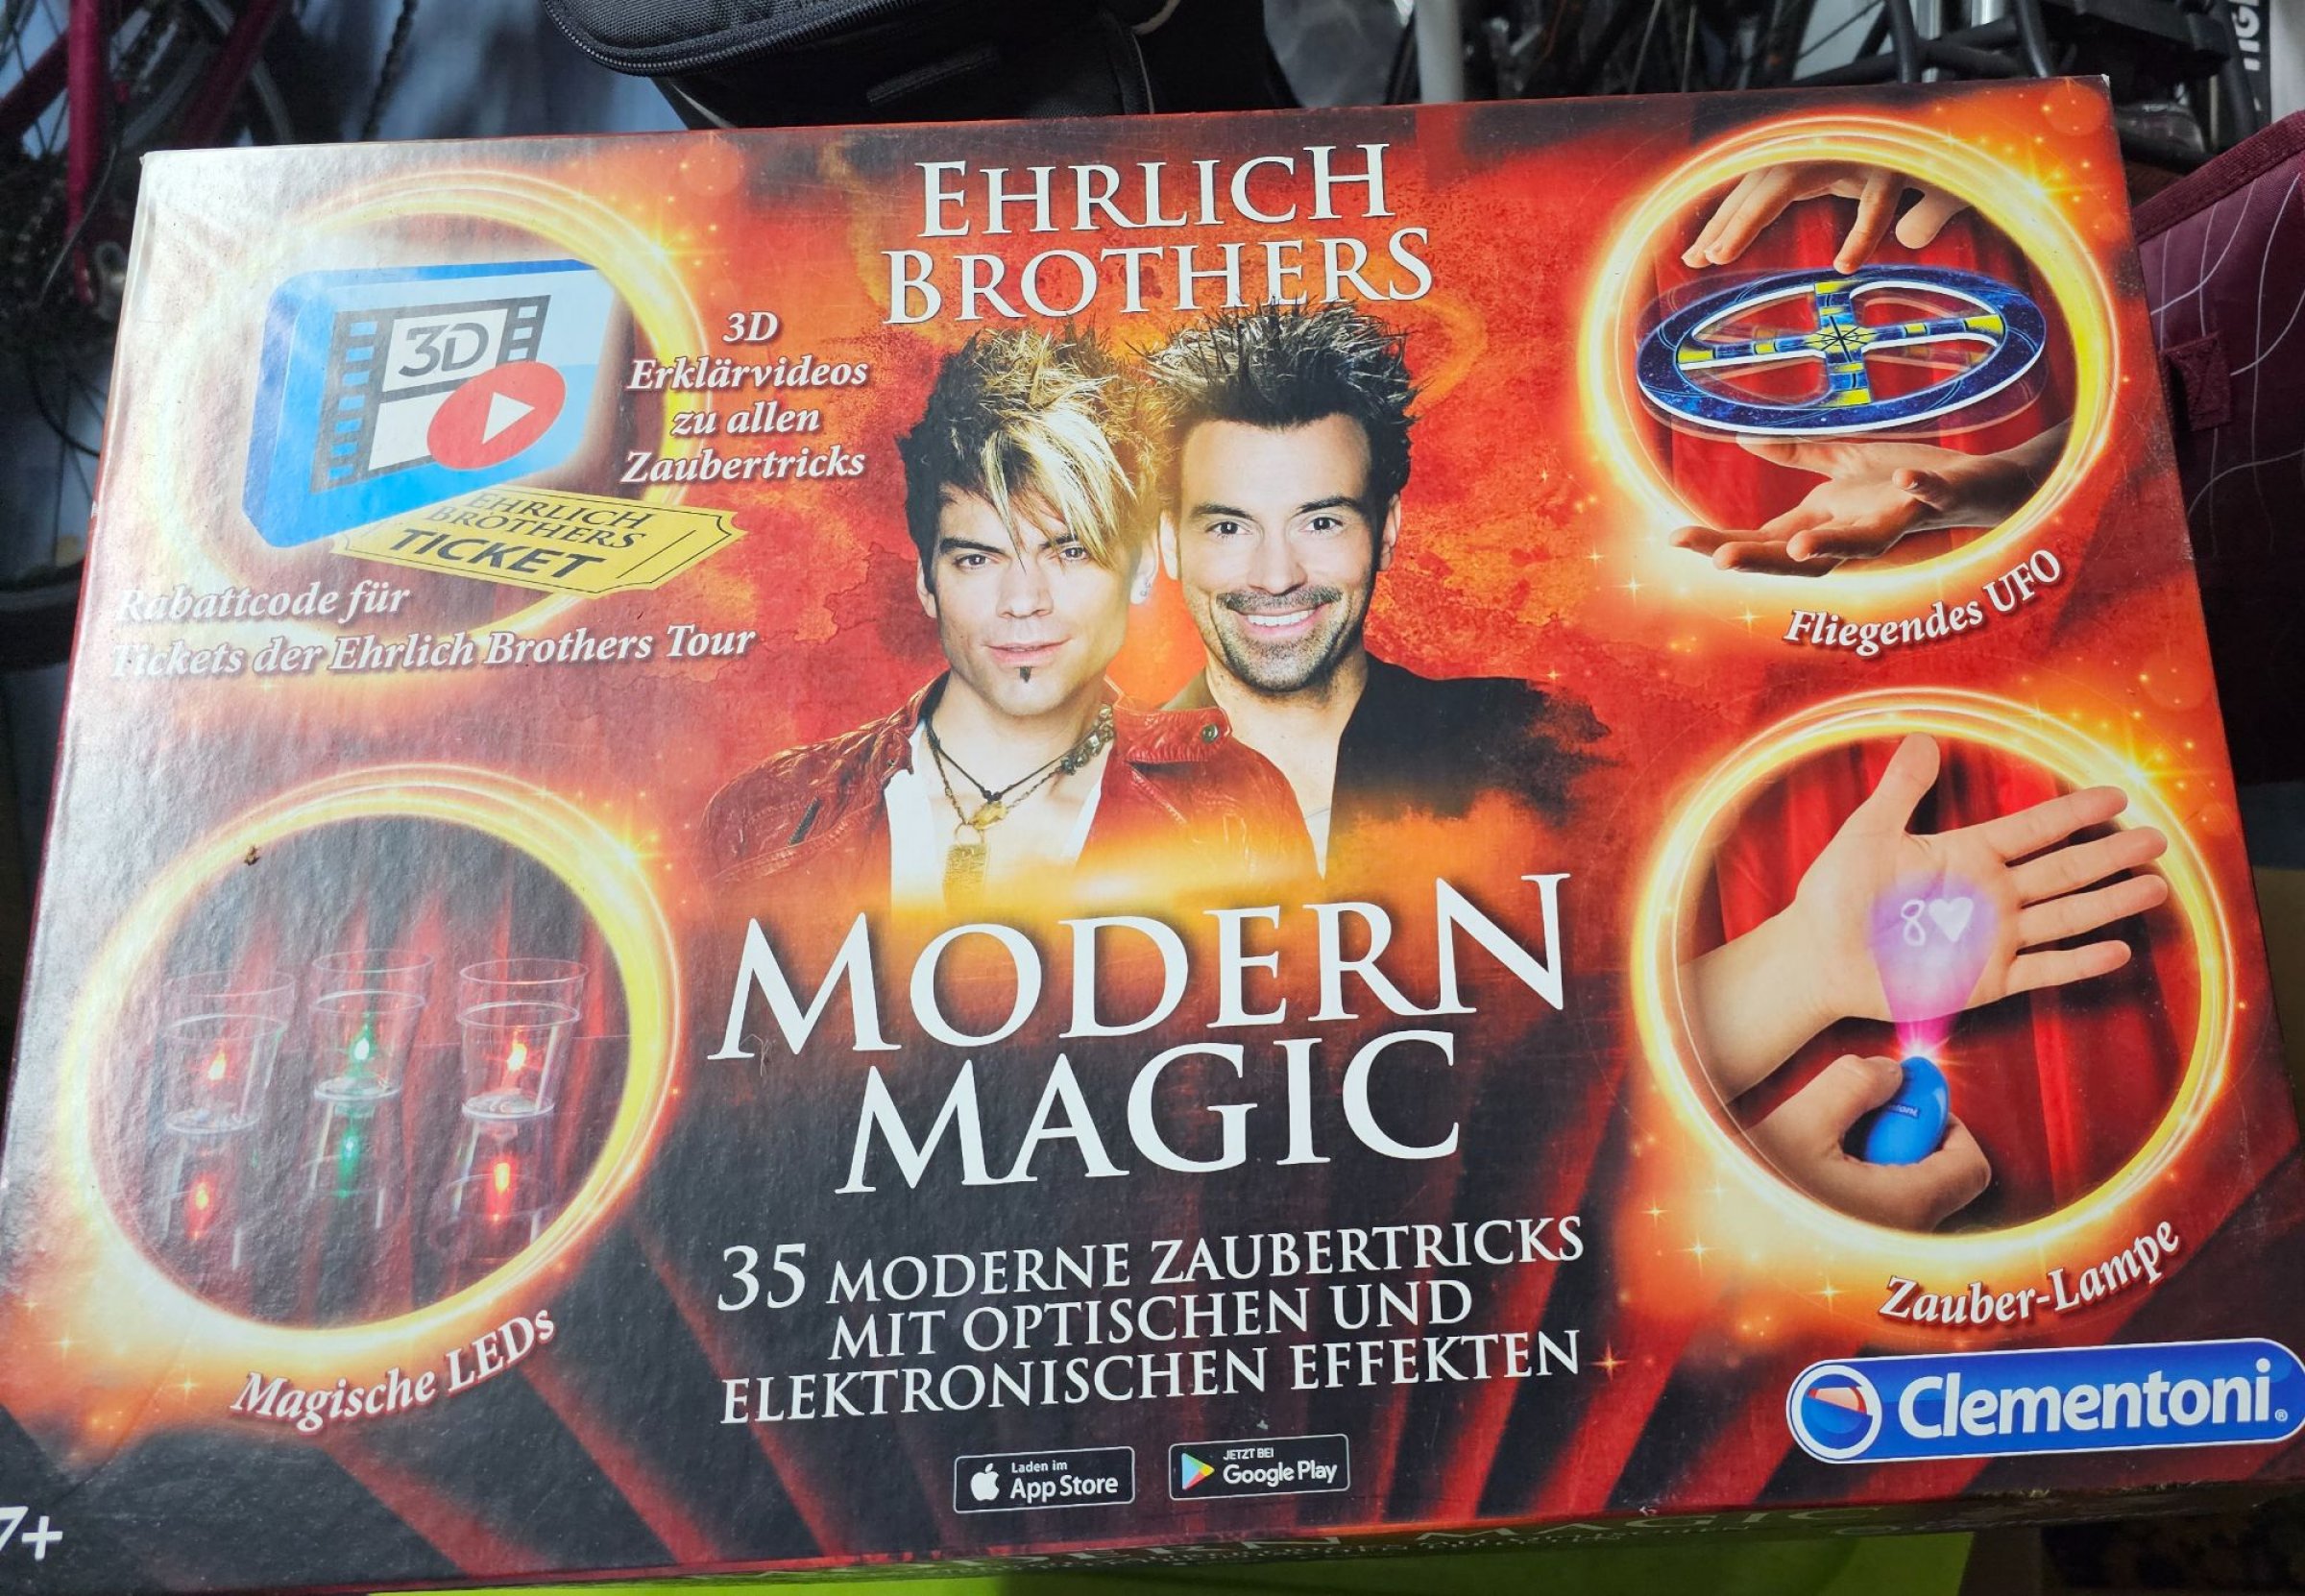 EHRLICH
BROTHERS
3D
3D
Erklärvideos
zu allen
Zaubertricks
EHRLICH
BROTHERS
TICKET
Rabattcode für
Tickets der Ehrlich Brothers Tour
Fliegendes UFO
8
MODERN
MAGIC
35 MODERNE ZAUBERTRICKS
MIT OPTISCHEN UND
ELEKTRONISCHEN EFFEKTEN
Magische LEDs
Zauber-Lampe
Clementoni®
Laden im
App Store
JETZT BEI
Google Play
7+